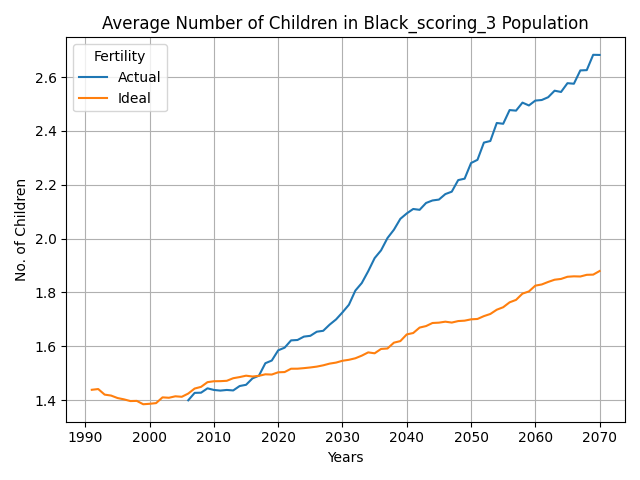 Average Number of Children in Black_scoring_3 Population
Fertility
Actual
Ideal
No. of Children
2.6
2.4
2.2
2.0
1.8
1.6
1.4
1990 2000 2010 2020 2030 2040 2050 2060 2070
Years